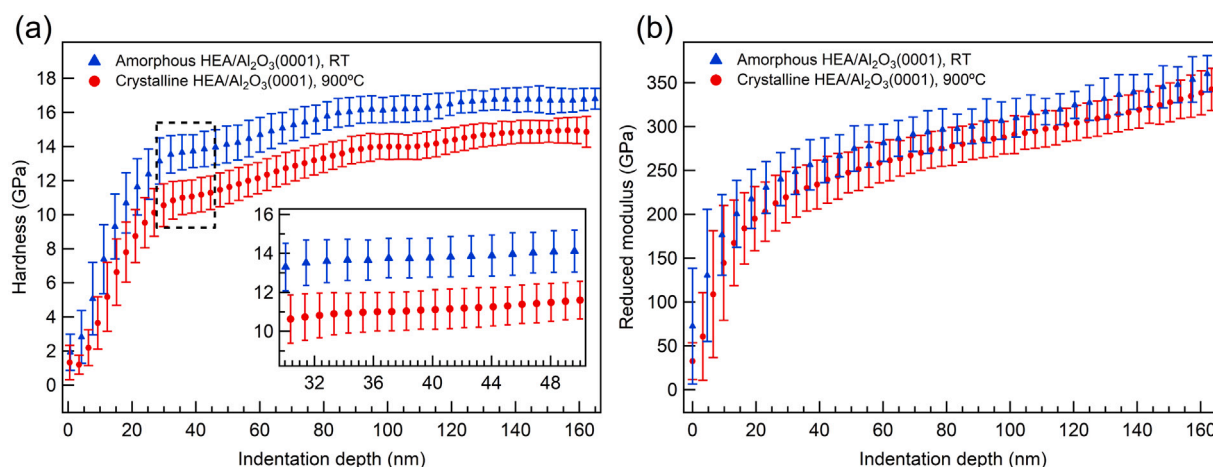 (a)
Amorphous HEA/Al₂O₃(0001), RT
Crystalline HEA/Al₂O₃(0001), 900ºC
18
16
14
12
10
8
6
4
2
0
Hardness (GPa)
16
14
12
10
32 36 40 44 48
0 20 40 60 80 100 120 140 160
Indentation depth (nm)
(b)
Amorphous HEA/Al₂O₃(0001), RT
Crystalline HEA/Al₂O₃(0001), 900ºC
350
300
250
200
150
100
50
0
Reduced modulus (GPa)
0 20 40 60 80 100 120 140 160
Indentation depth (nm)